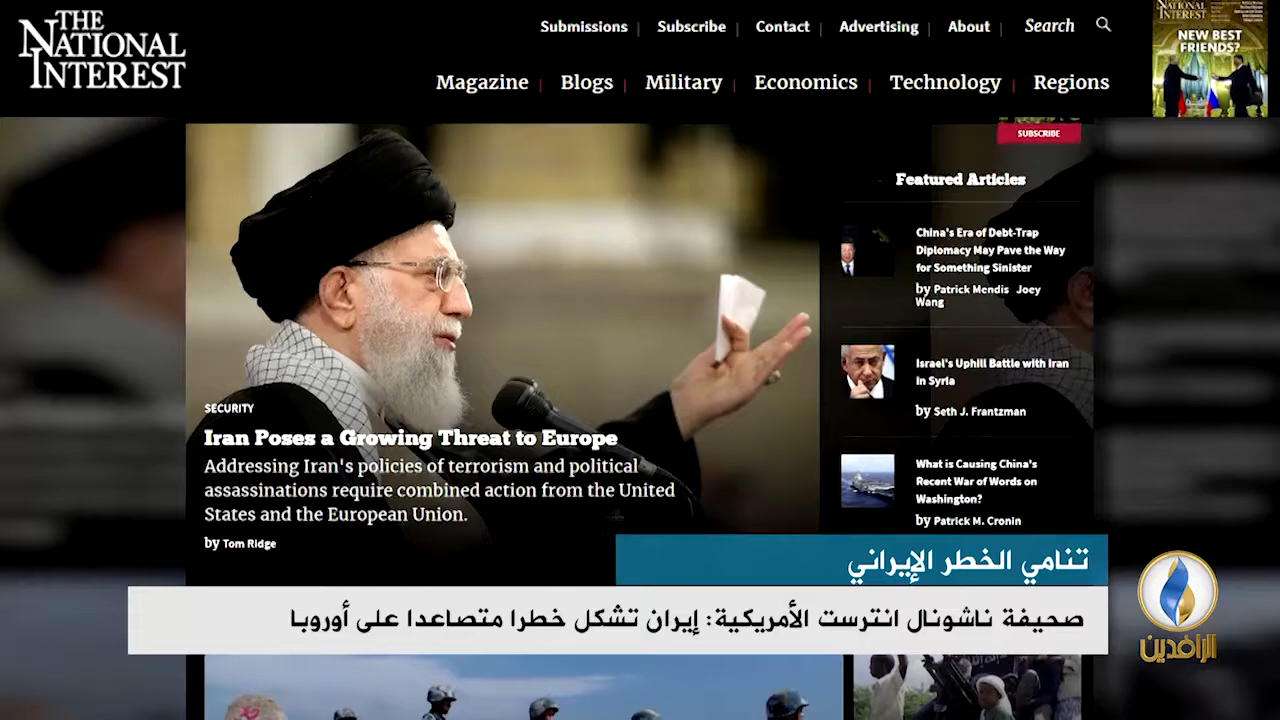 THE
NATIONAL
INTEREST
Submissions
Subscribe
Contact
Advertising
About
Search
Magazine
Blogs
Military
Economics
Technology
Regions
NATIONAL
INTEREST
NEW BEST
FRIENDS?
SUBSCRIBE
Featured Articles
China's Era of Debt-Trap
Diplomacy May Pave the Way
for Something Sinister
by Patrick Mendis Joey
Wang
Israel's Uphill Battle with Iran
in Syria
by Seth J. Frantzman
What is Causing China's
Recent War of Words on
Washington?
by Patrick M. Cronin
SECURITY
Iran Poses a Growing Threat to Europe
Addressing Iran's policies of terrorism and political
assassinations require combined action from the United
States and the European Union.
by Tom Ridge
تنامي الخطر الإيراني
صحيفة ناشونال انترست الأمريكية: إيران تشكل خطرا متصاعدا على أوروبا
الرافدين